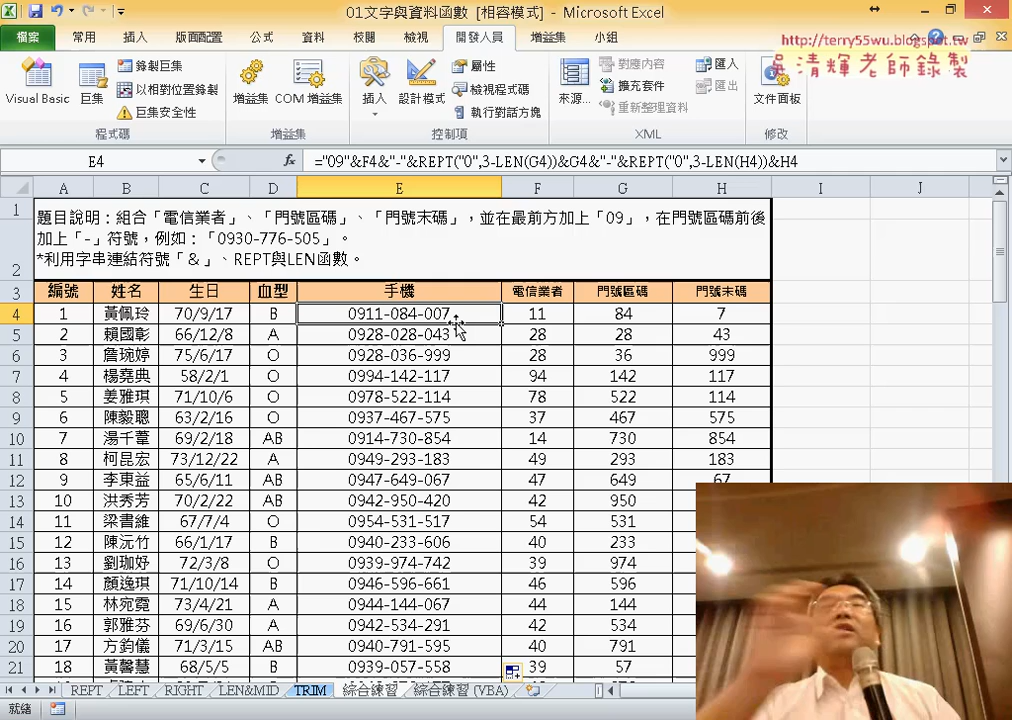 01文字與資料函數 [相容模式] - Microsoft Excel
檔案 常用 插入 版面配置 公式 資料 校閱 檢視 開發人員 增益集 小組
http://terry55wu.blogspot.tw
吳清輝老師錄製
Visual Basic 巨集 錄製巨集 以相對位置錄製 巨集安全性 程式碼
增益集 COM 增益集 增益集
插入 設計模式 屬性 檢視程式碼 執行對話方塊 控制項
來源... 對應內容 擴充套件 重新整理資料 匯入 匯出 XML
文件面板 修改
E4 fx ="09"&F4&"-"&REPT("0",3-LEN(G4))&G4&"-"&REPT("0",3-LEN(H4))&H4
A B C D E F G H I J
1 題目說明：組合「電信業者」、「門號區碼」、「門號末碼」，並在最前方加上「09」，在門號區碼前後
加上「-」符號，例如：「0930-776-505」。
2 *利用字串連結符號「&」、REPT與LEN函數。
3 編號 姓名 生日 血型 手機 電信業者 門號區碼 門號末碼
4 1 黃佩玲 70/9/17 B 0911-084-007 11 84 7
5 2 賴國彰 66/12/8 A 0928-028-043 28 28 43
6 3 詹琬婷 75/6/17 O 0928-036-999 28 36 999
7 4 楊堯典 58/2/1 O 0994-142-117 94 142 117
8 5 姜雅琪 71/10/6 O 0978-522-114 78 522 114
9 6 陳毅聰 63/2/16 O 0937-467-575 37 467 575
10 7 湯千葦 69/2/18 AB 0914-730-854 14 730 854
11 8 柯昆宏 73/12/22 A 0949-293-183 49 293 183
12 9 李東益 65/6/11 AB 0947-649-067 47 649 67
13 10 洪秀芳 70/2/22 AB 0942-950-420 42 950
14 11 梁書維 67/7/4 O 0954-531-517 54 531
15 12 陳沅竹 66/1/17 B 0940-233-606 40 233
16 13 劉珈妤 72/3/8 O 0939-974-742 39 974
17 14 顏逸琪 71/10/14 B 0946-596-661 46 596
18 15 林宛霓 73/4/21 A 0944-144-067 44 144
19 16 郭雅芬 69/6/30 A 0942-534-291 42 534
20 17 方鈞儀 71/3/15 AB 0940-791-595 40 791
21 18 黃馨慧 68/5/5 B 0939-057-558 39 57
REPT LEFT RIGHT LEN&MID TRIM 綜合練習 綜合練習 (VBA)
就緒